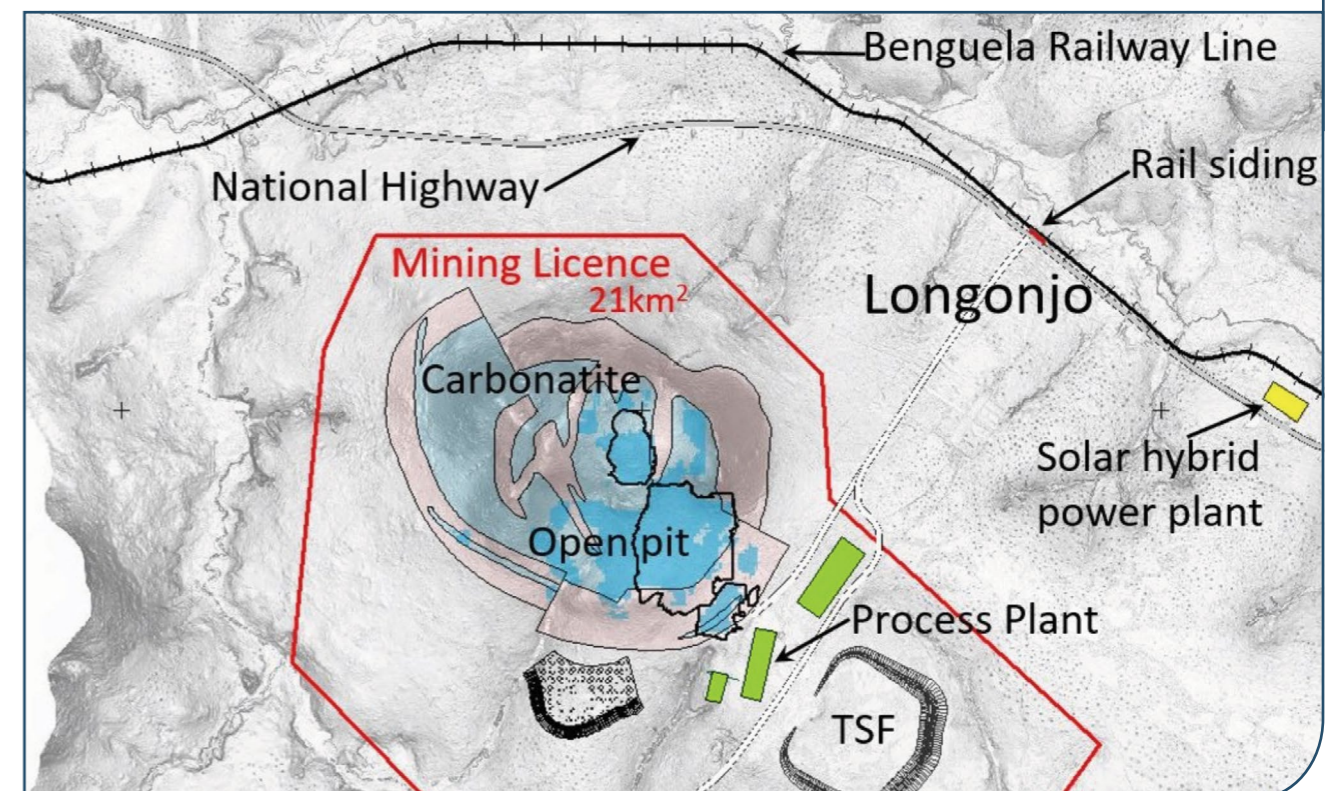 Benguela Railway Line
Rail siding
National Highway
Mining Licence
21km²
Longonjo
Carbonatite
Solar hybrid
power plant
Open pit
Process Plant
TSF